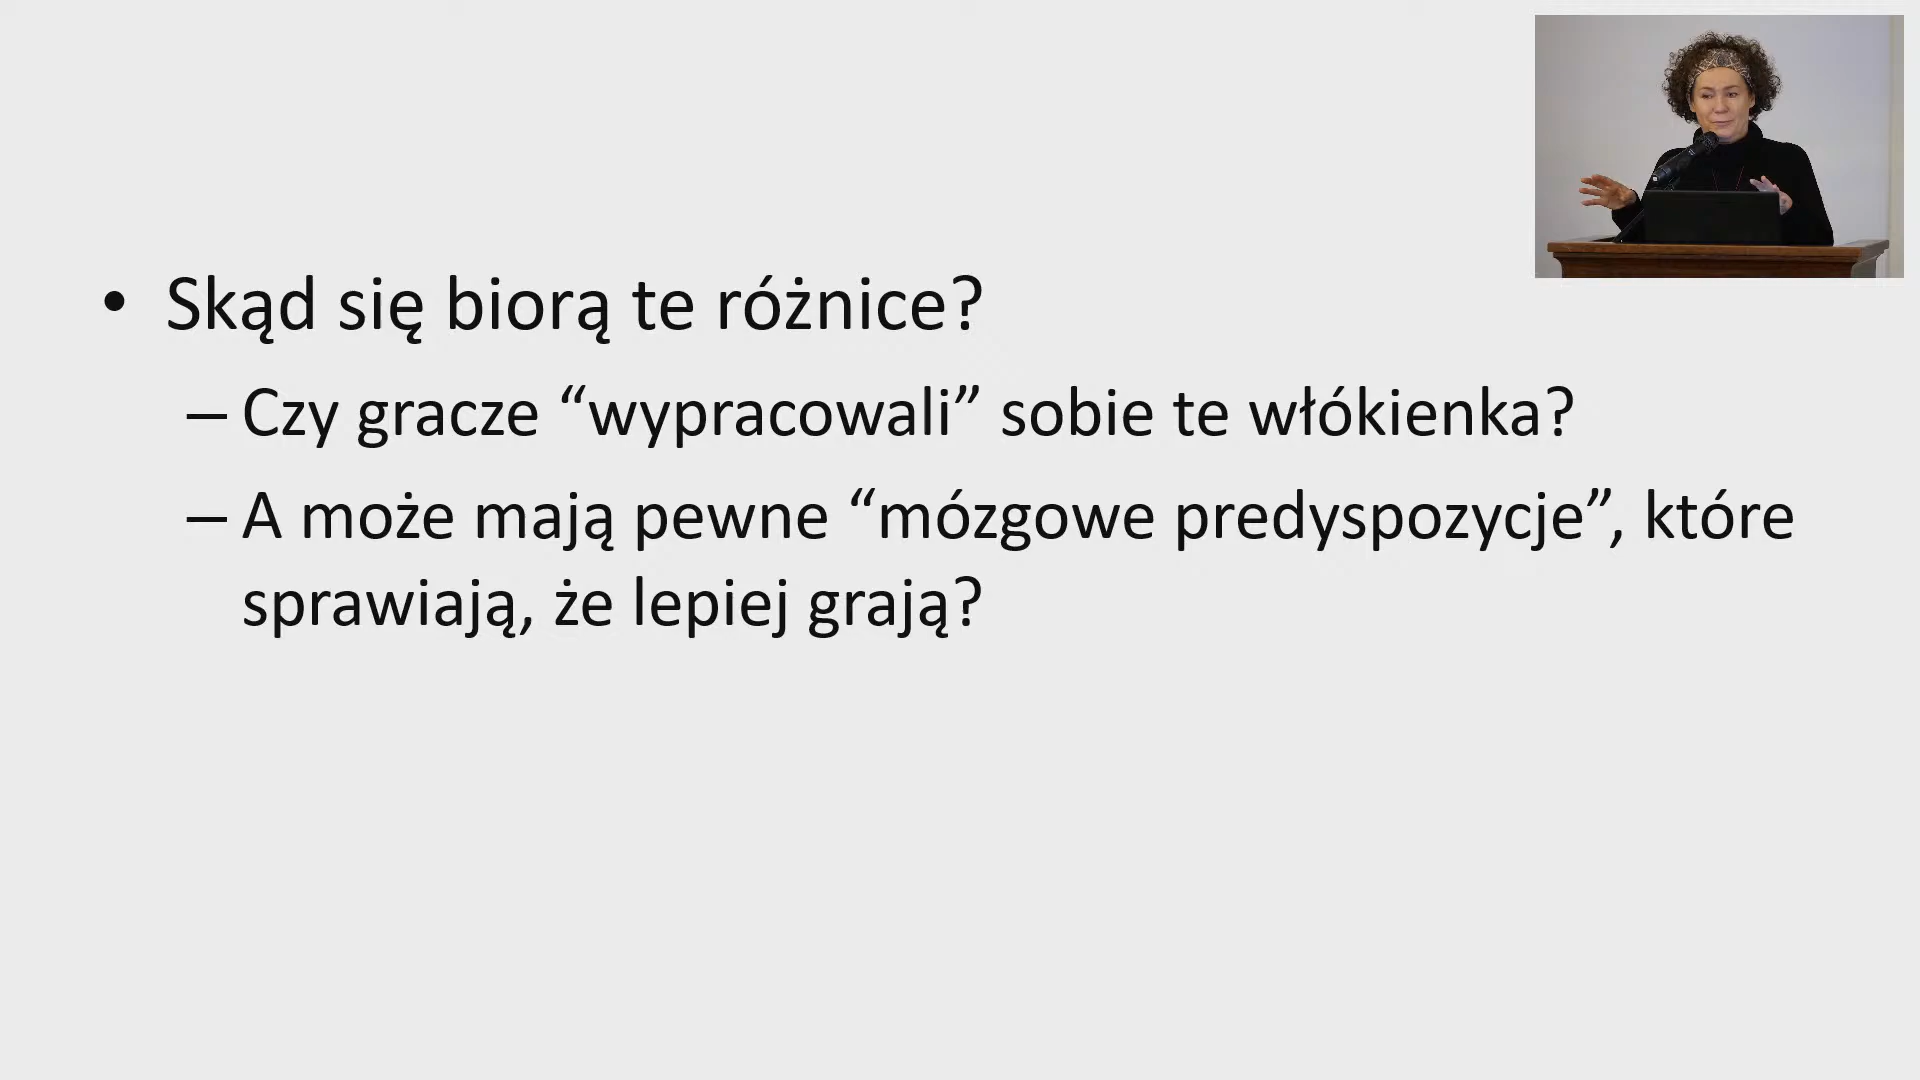 • Skąd się biorą te różnice?
– Czy gracze “wypracowali” sobie te włókienka?
– A może mają pewne “mózgowe predyspozycje”, które
sprawiają, że lepiej grają?